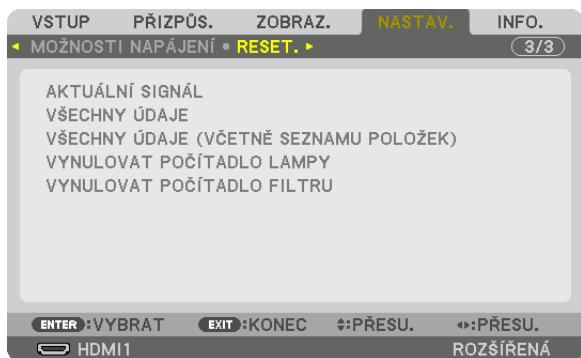 VSTUP PŘIZPŮS. ZOBRAZ. NASTAV. INFO.
MOŽNOSTI NAPÁJENÍ • RESET. 3/3
AKTUÁLNÍ SIGNÁL
VŠECHNY ÚDAJE
VŠECHNY ÚDAJE (VČETNĚ SEZNAMU POLOŽEK)
VYNULOVAT POČÍTADLO LAMPY
VYNULOVAT POČÍTADLO FILTRU
ENTER :VYBRAT EXIT :KONEC :PŘESU. :PŘESU.
HDMI1 ROZŠÍŘENÁ